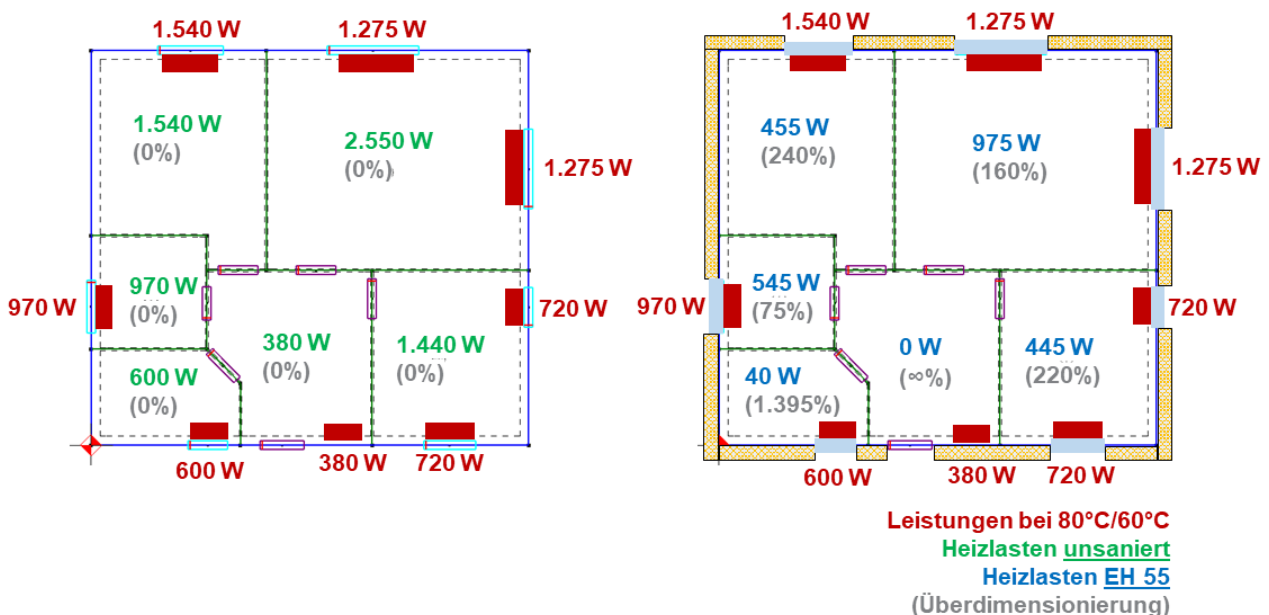 1.540 W
1.275 W
1.540 W
(0%)
2.550 W
(0%)
1.275 W
970 W
970 W
(0%)
720 W
380 W
(0%)
1.440 W
(0%)
600 W
(0%)
600 W
380 W
720 W
1.540 W
1.275 W
455 W
(240%)
975 W
(160%)
1.275 W
970 W
545 W
(75%)
720 W
0 W
(∞%)
445 W
(220%)
40 W
(1.395%)
600 W
380 W
720 W
Leistungen bei 80°C/60°C
Heizlasten unsaniert
Heizlasten EH 55
(Überdimensionierung)